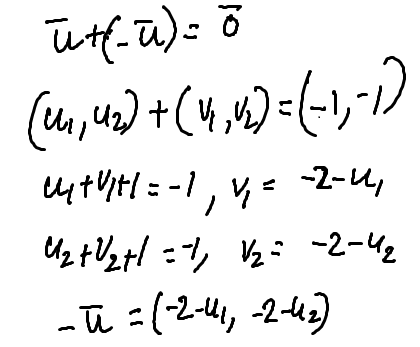 ū+(-ū)= ō
(u₁,u₂)+(v₁,v₂)=(-1,-1)
u₁+v₁+1=-1, v₁= -2-u₁
u₂+v₂+1=-1, v₂= -2-u₂
-ū=(-2-u₁, -2-u₂)